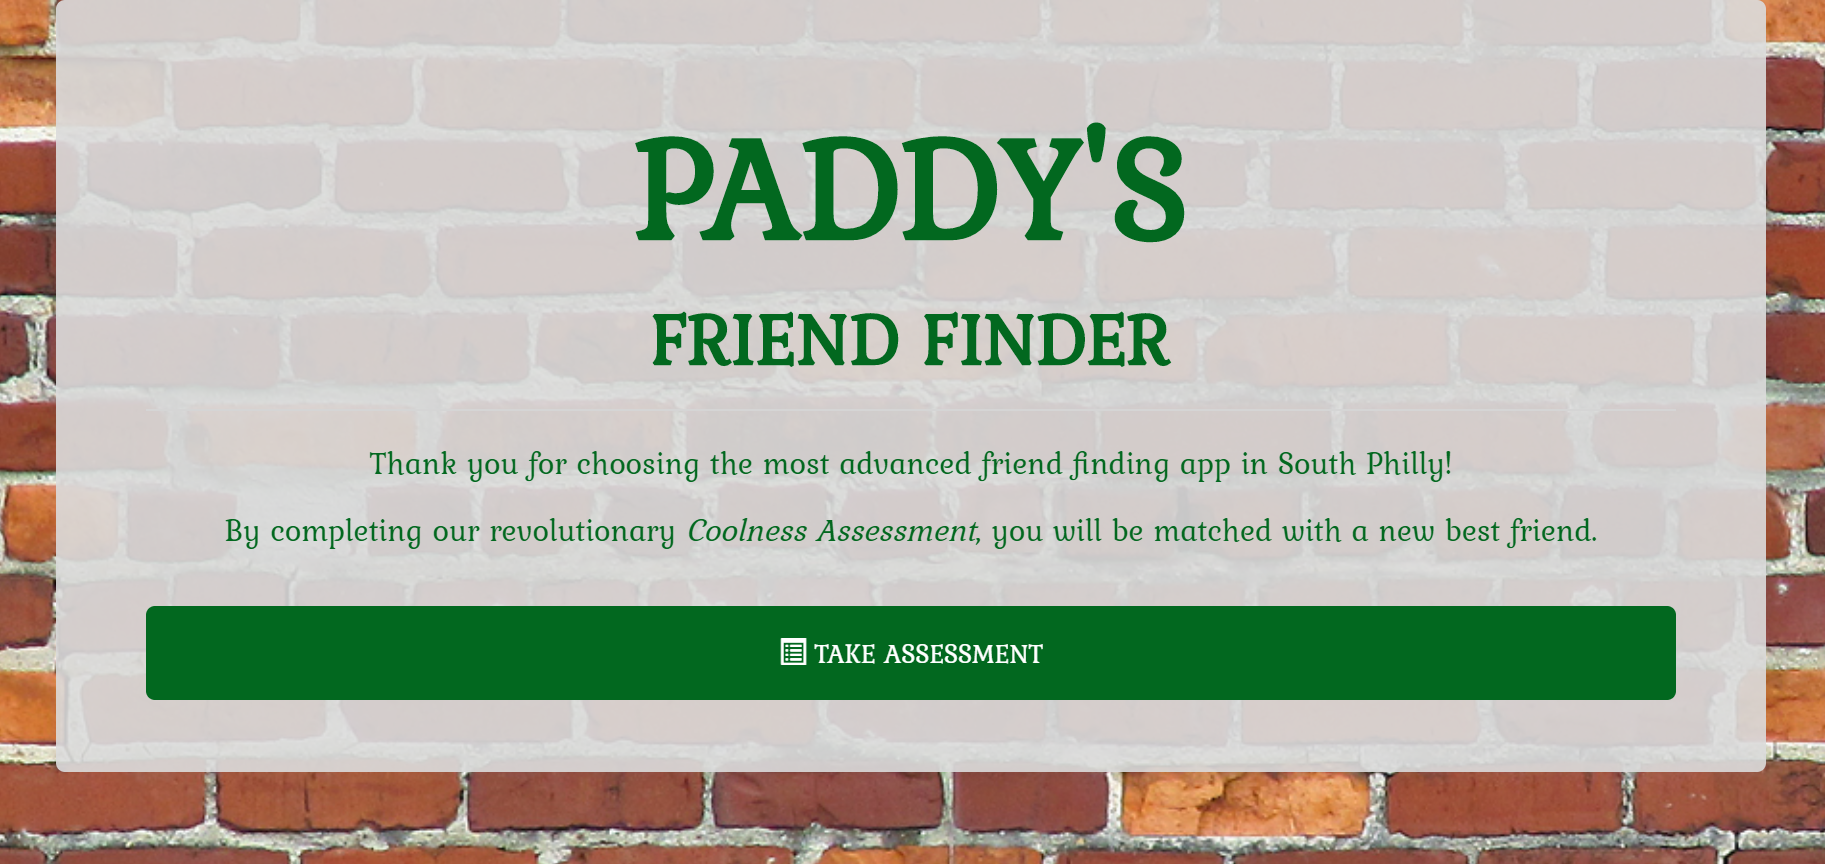 PADDY'S
FRIEND FINDER
Thank you for choosing the most advanced friend finding app in South Philly!
By completing our revolutionary Coolness Assessment, you will be matched with a new best friend.
TAKE ASSESSMENT